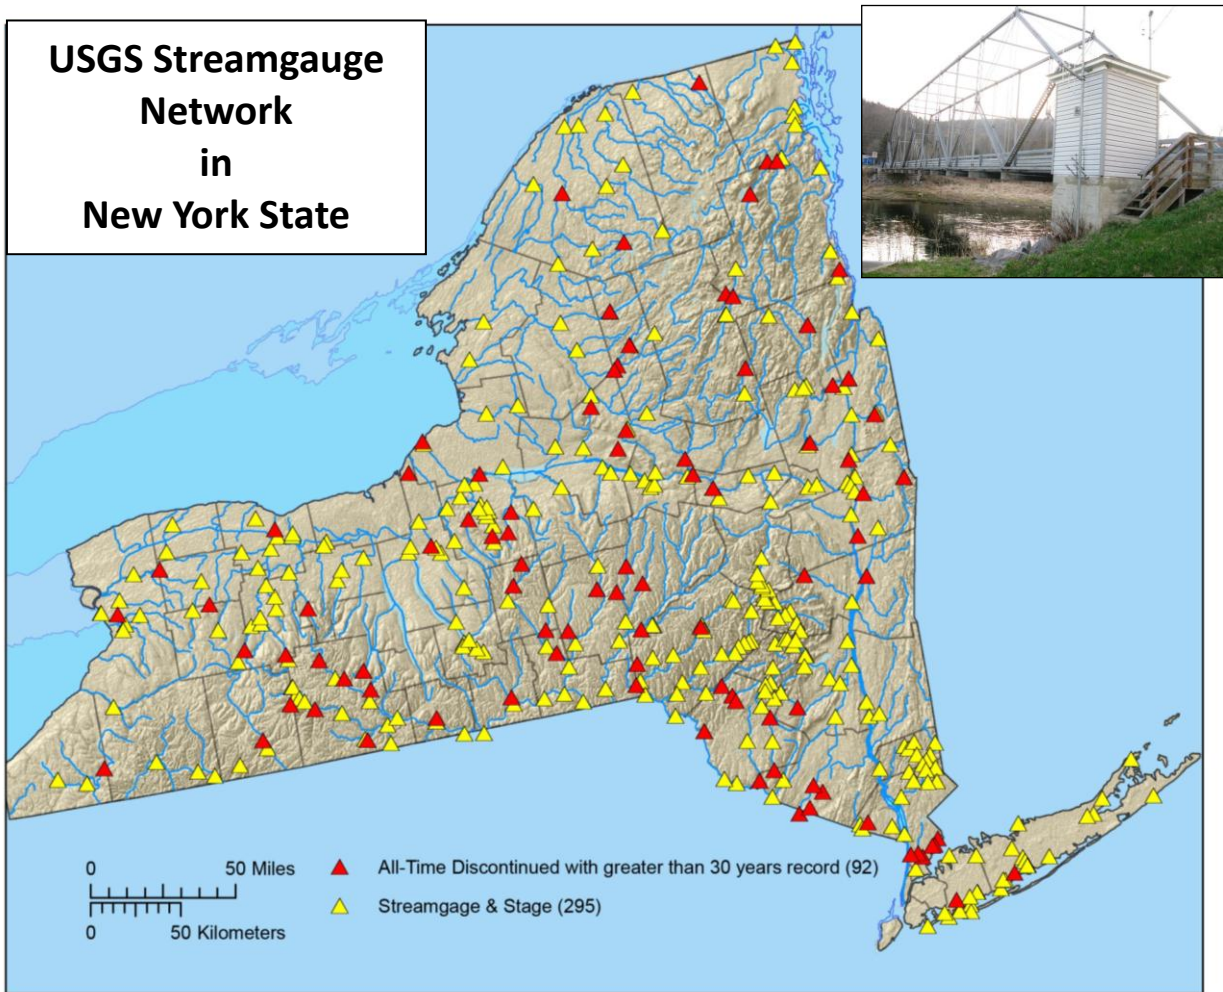 USGS Streamgauge
Network
in
New York State
0 50 Miles
0 50 Kilometers
All-Time Discontinued with greater than 30 years record (92)
Streamgage & Stage (295)